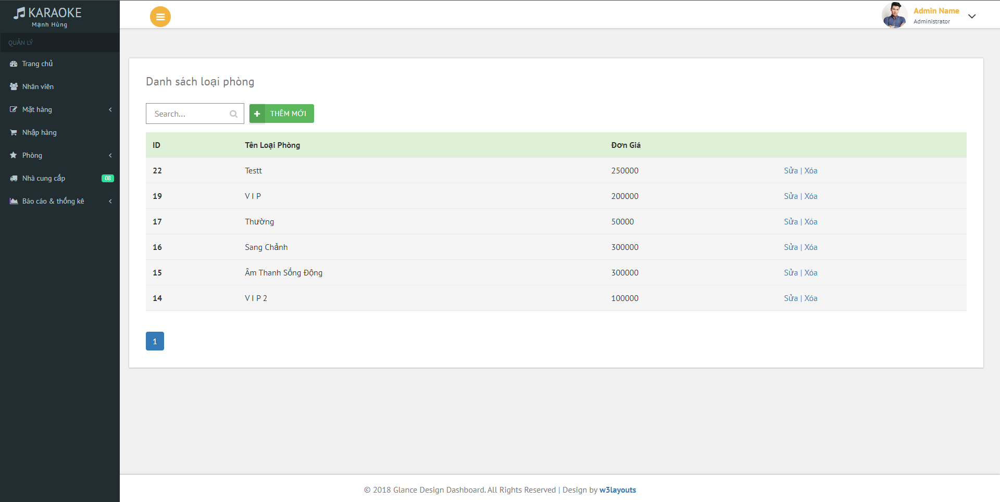 KARAOKE
Mạnh Hùng
Admin Name
Administrator
QUẢN LÝ
Trang chủ
Nhân viên
Mặt hàng
Nhập hàng
Phòng
Nhà cung cấp 08
Báo cáo & thống kê
Danh sách loại phòng
Search...
THÊM MỚI
ID Tên Loại Phòng Đơn Giá
22 Testt 250000 Sửa | Xóa
19 V I P 200000 Sửa | Xóa
17 Thường 50000 Sửa | Xóa
16 Sang Chảnh 300000 Sửa | Xóa
15 Âm Thanh Sống Động 300000 Sửa | Xóa
14 V I P 2 100000 Sửa | Xóa
1
© 2018 Glance Design Dashboard. All Rights Reserved | Design by w3layouts